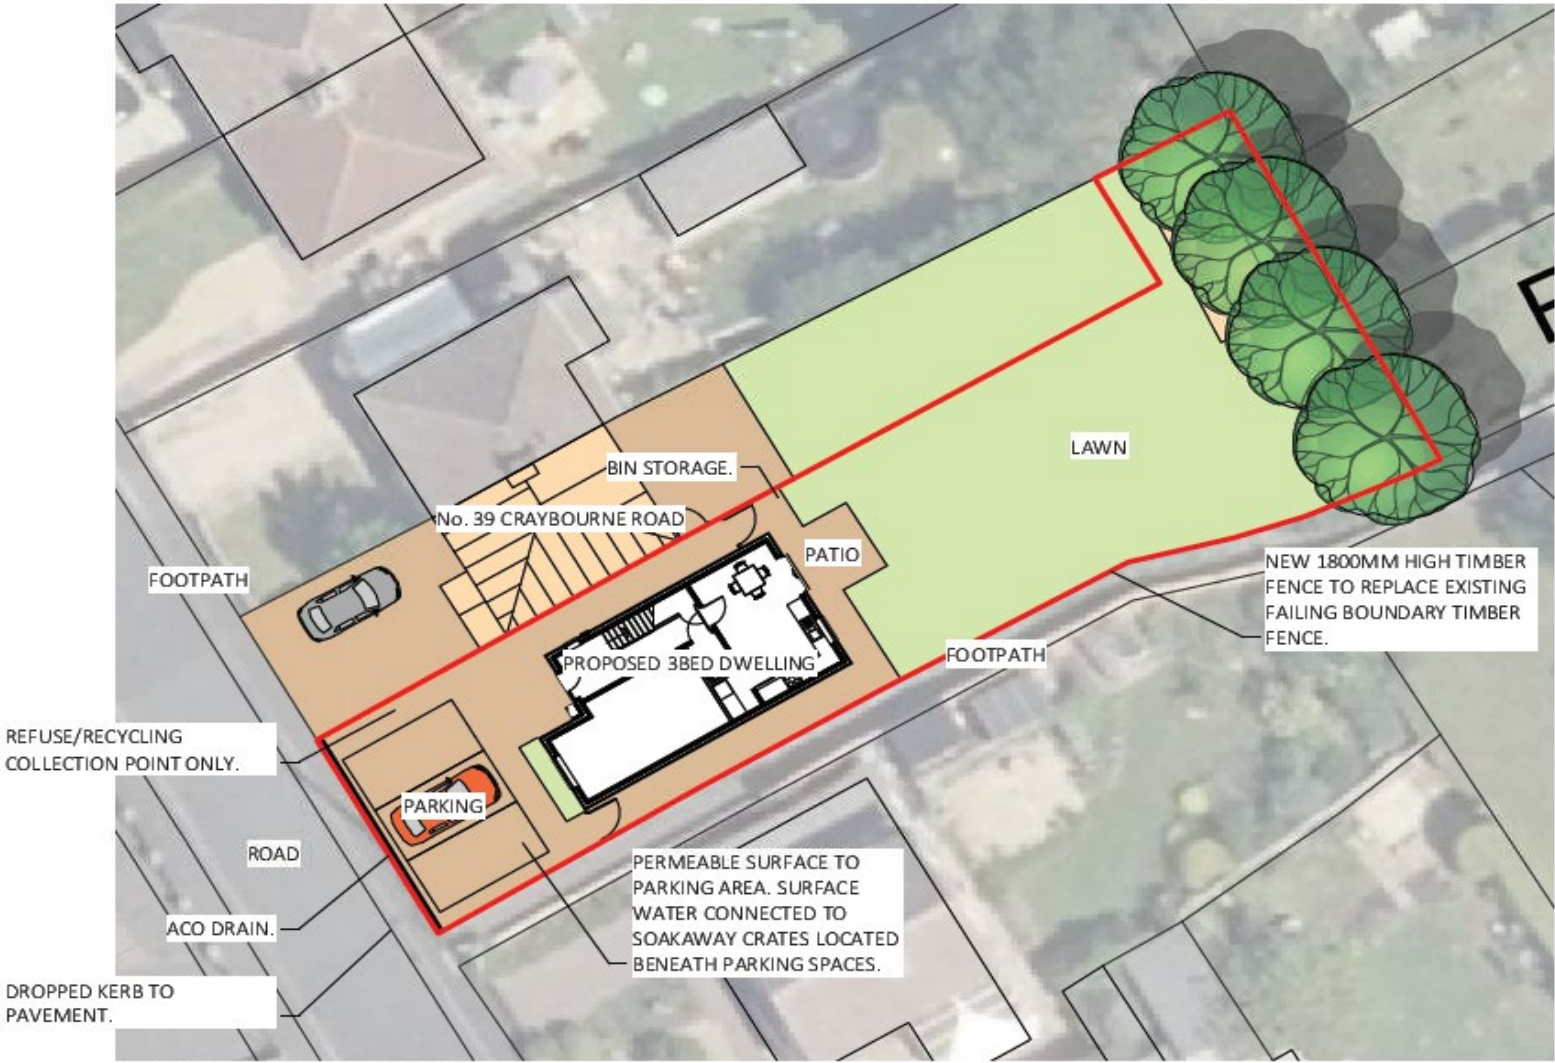 LAWN
BIN STORAGE.
No. 39 CRAYBOURNE ROAD
PATIO
FOOTPATH
NEW 1800MM HIGH TIMBER
FENCE TO REPLACE EXISTING
FAILING BOUNDARY TIMBER
FENCE.
FOOTPATH
PROPOSED 3BED DWELLING
REFUSE/RECYCLING
COLLECTION POINT ONLY.
PARKING
ROAD
PERMEABLE SURFACE TO
PARKING AREA. SURFACE
WATER CONNECTED TO
SOAKAWAY CRATES LOCATED
BENEATH PARKING SPACES.
ACO DRAIN.
DROPPED KERB TO
PAVEMENT.